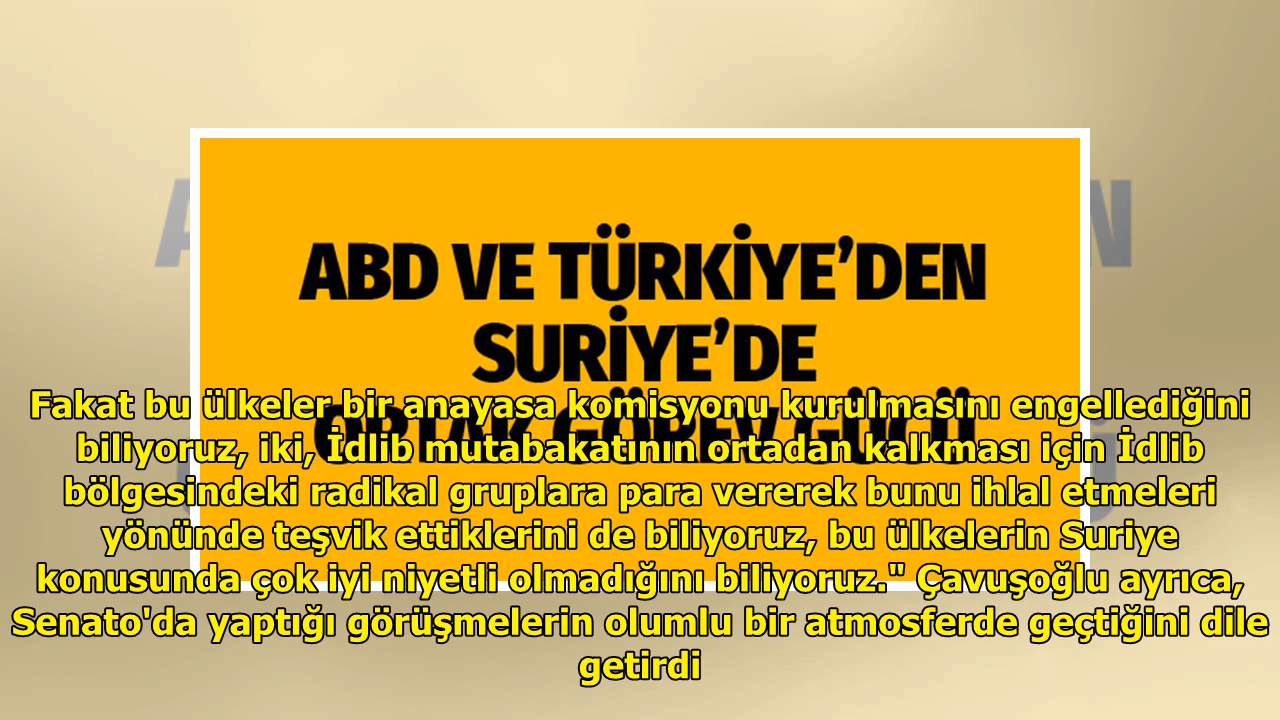 ABD VE TÜRKİYE’DEN
SURİYE’DE
ORTAK GÖREV GÜCÜ
Fakat bu ülkeler bir anayasa komisyonu kurulmasını engellediğini
biliyoruz, iki, İdlib mutabakatının ortadan kalkması için İdlib
bölgesindeki radikal gruplara para vererek bunu ihlal etmeleri
yönünde teşvik ettiklerini de biliyoruz, bu ülkelerin Suriye
konusunda çok iyi niyetli olmadığını biliyoruz." Çavuşoğlu ayrıca,
Senato'da yaptığı görüşmelerin olumlu bir atmosferde geçtiğini dile
getirdi